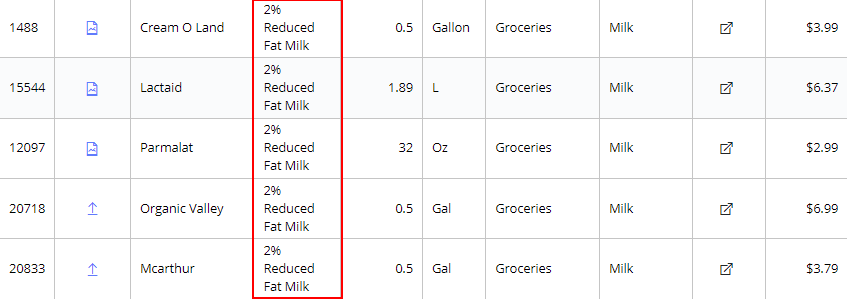 1488 Cream O Land 2% Reduced Fat Milk 0.5 Gallon Groceries Milk $3.99
15544 Lactaid 2% Reduced Fat Milk 1.89 L Groceries Milk $6.37
12097 Parmalat 2% Reduced Fat Milk 32 Oz Groceries Milk $2.99
20718 Organic Valley 2% Reduced Fat Milk 0.5 Gal Groceries Milk $6.99
20833 Mcarthur 2% Reduced Fat Milk 0.5 Gal Groceries Milk $3.79